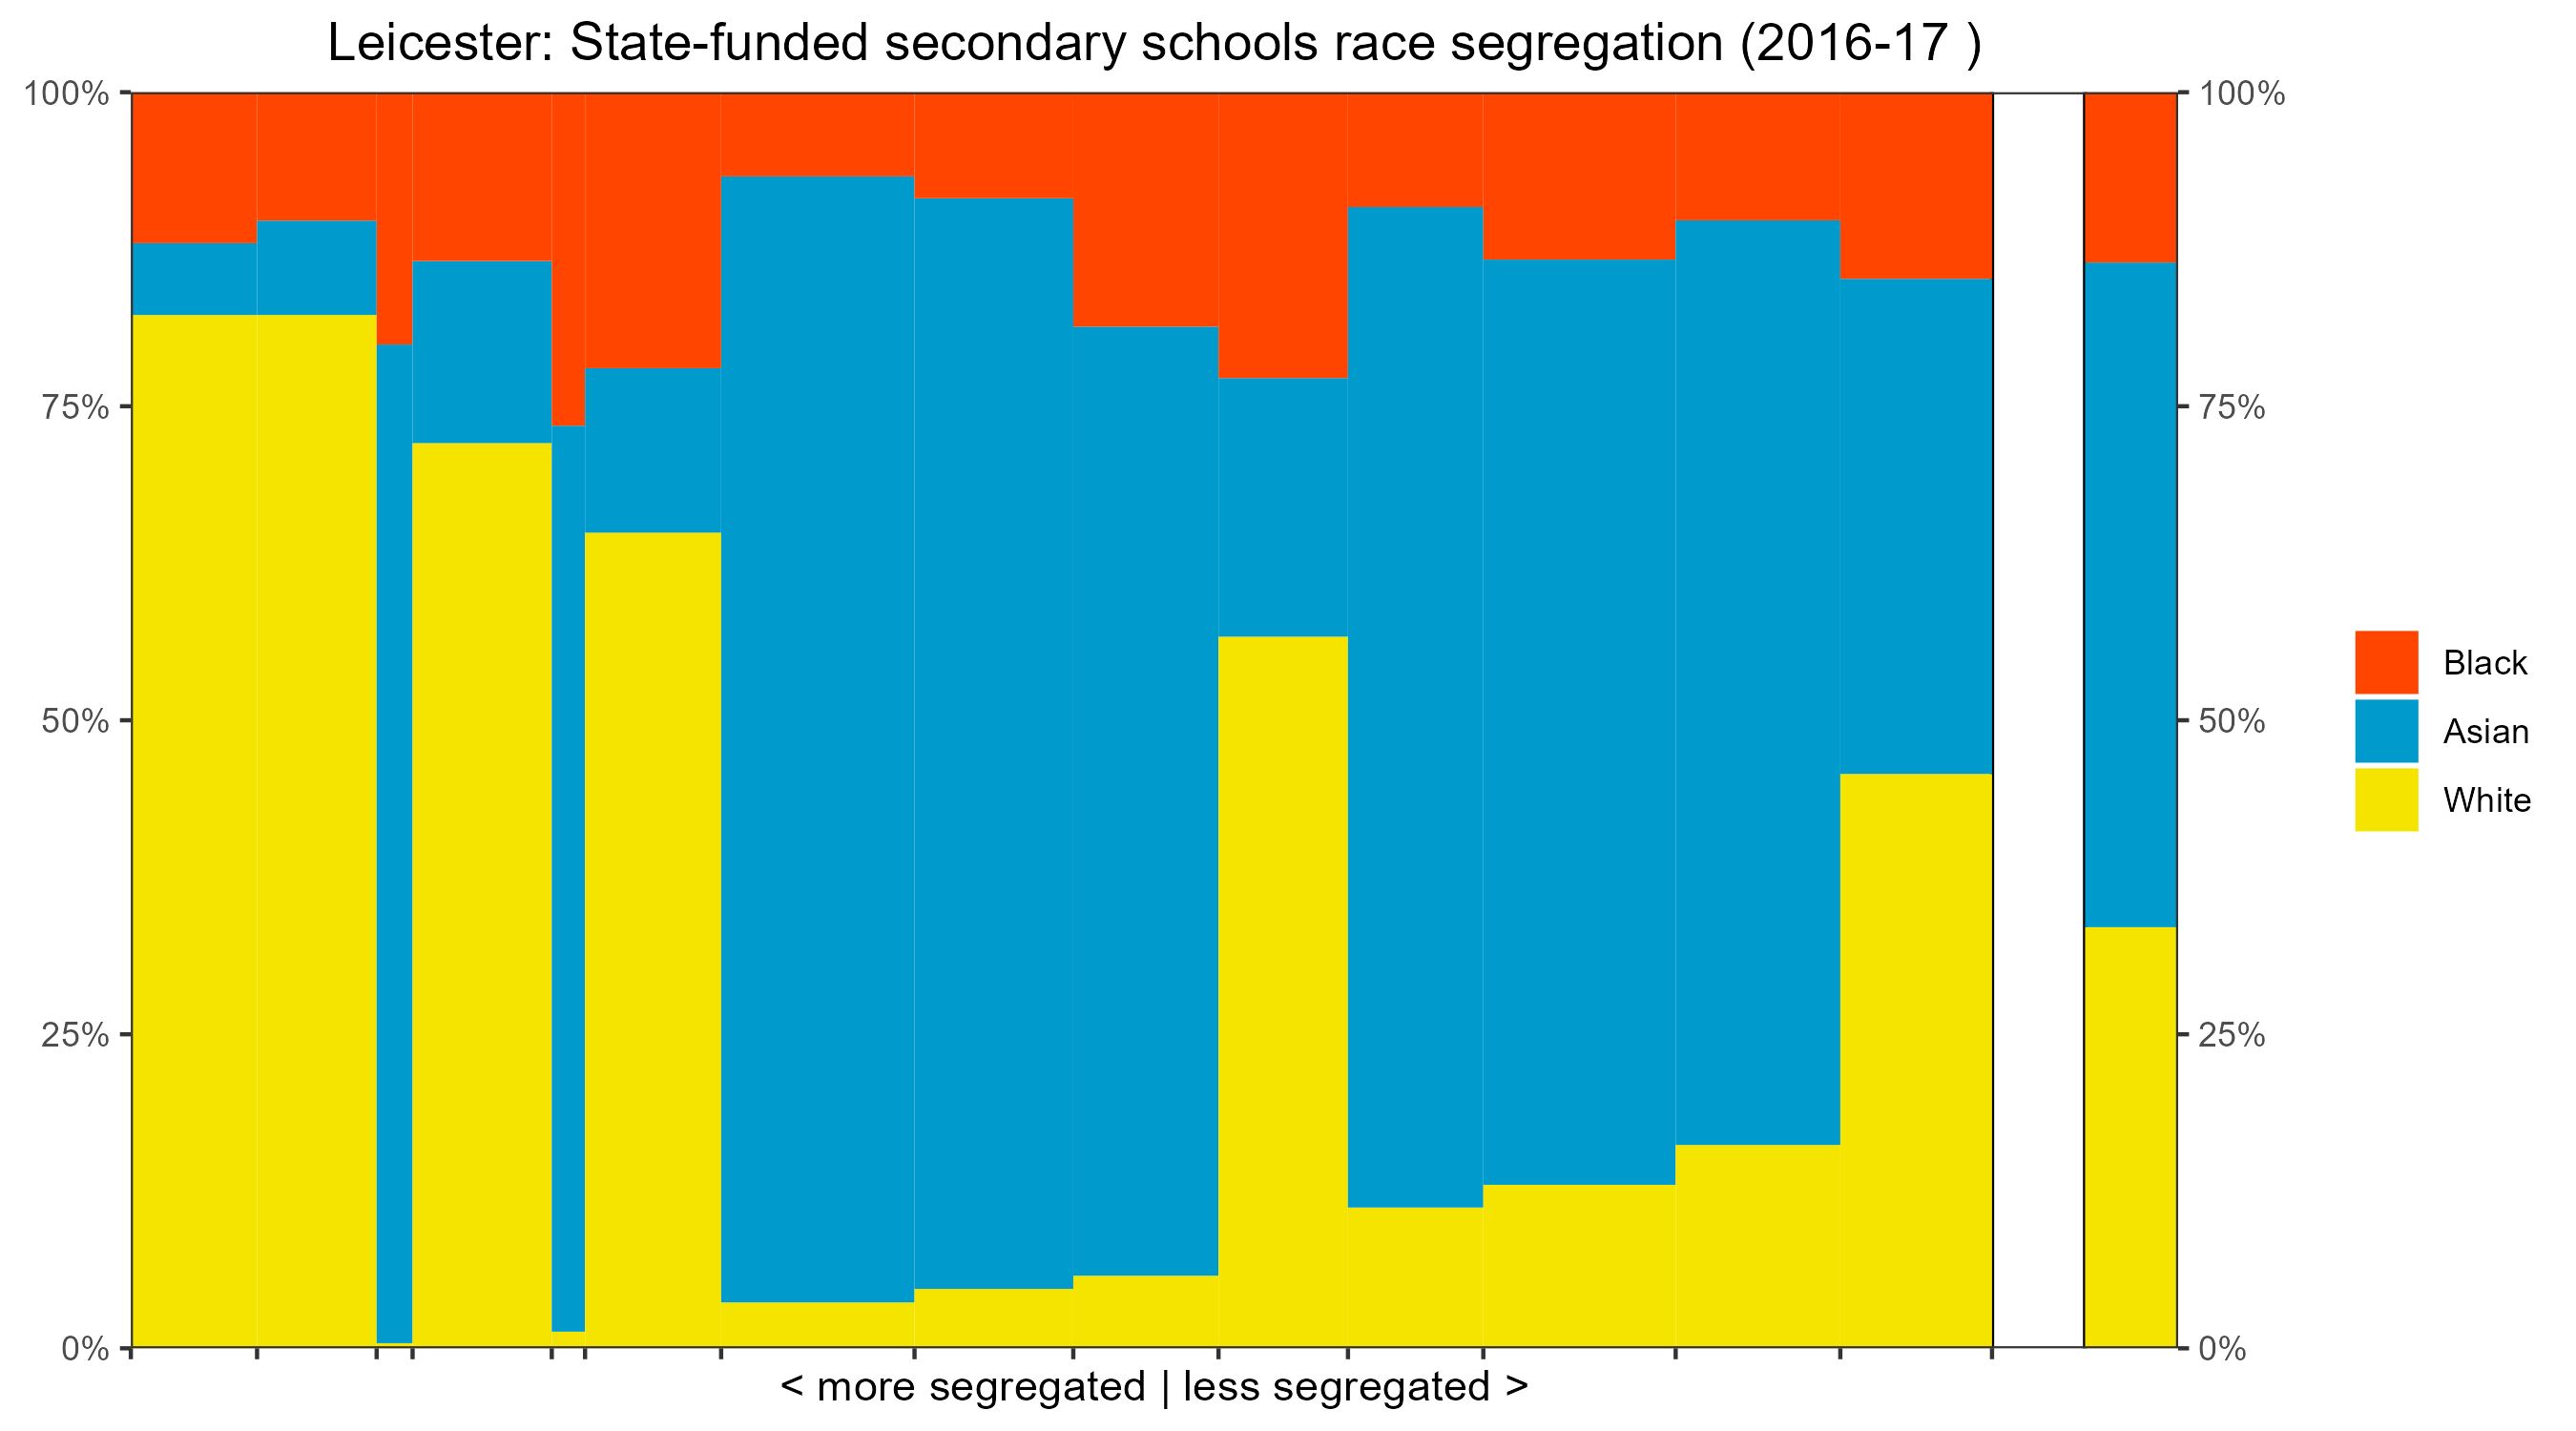 Leicester: State-funded secondary schools race segregation (2016-17 )
100%
75%
50%
25%
0%
100%
75%
50%
25%
0%
Black
Asian
White
< more segregated | less segregated >